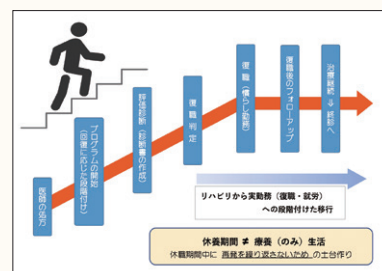 医師の処方
プログラムの開始
(回復に応じた段階付け)
評価診断
(診断書の作成)
復職判定
復職(慣らし勤務)
復職後のフォローアップ
治療継続⇒終診へ
リハビリから実勤務(復職・就労)
への段階付けた移行
休養期間 ≠ 療養(のみ)生活
休職期間中に 再発を繰り返さないため の土台作り